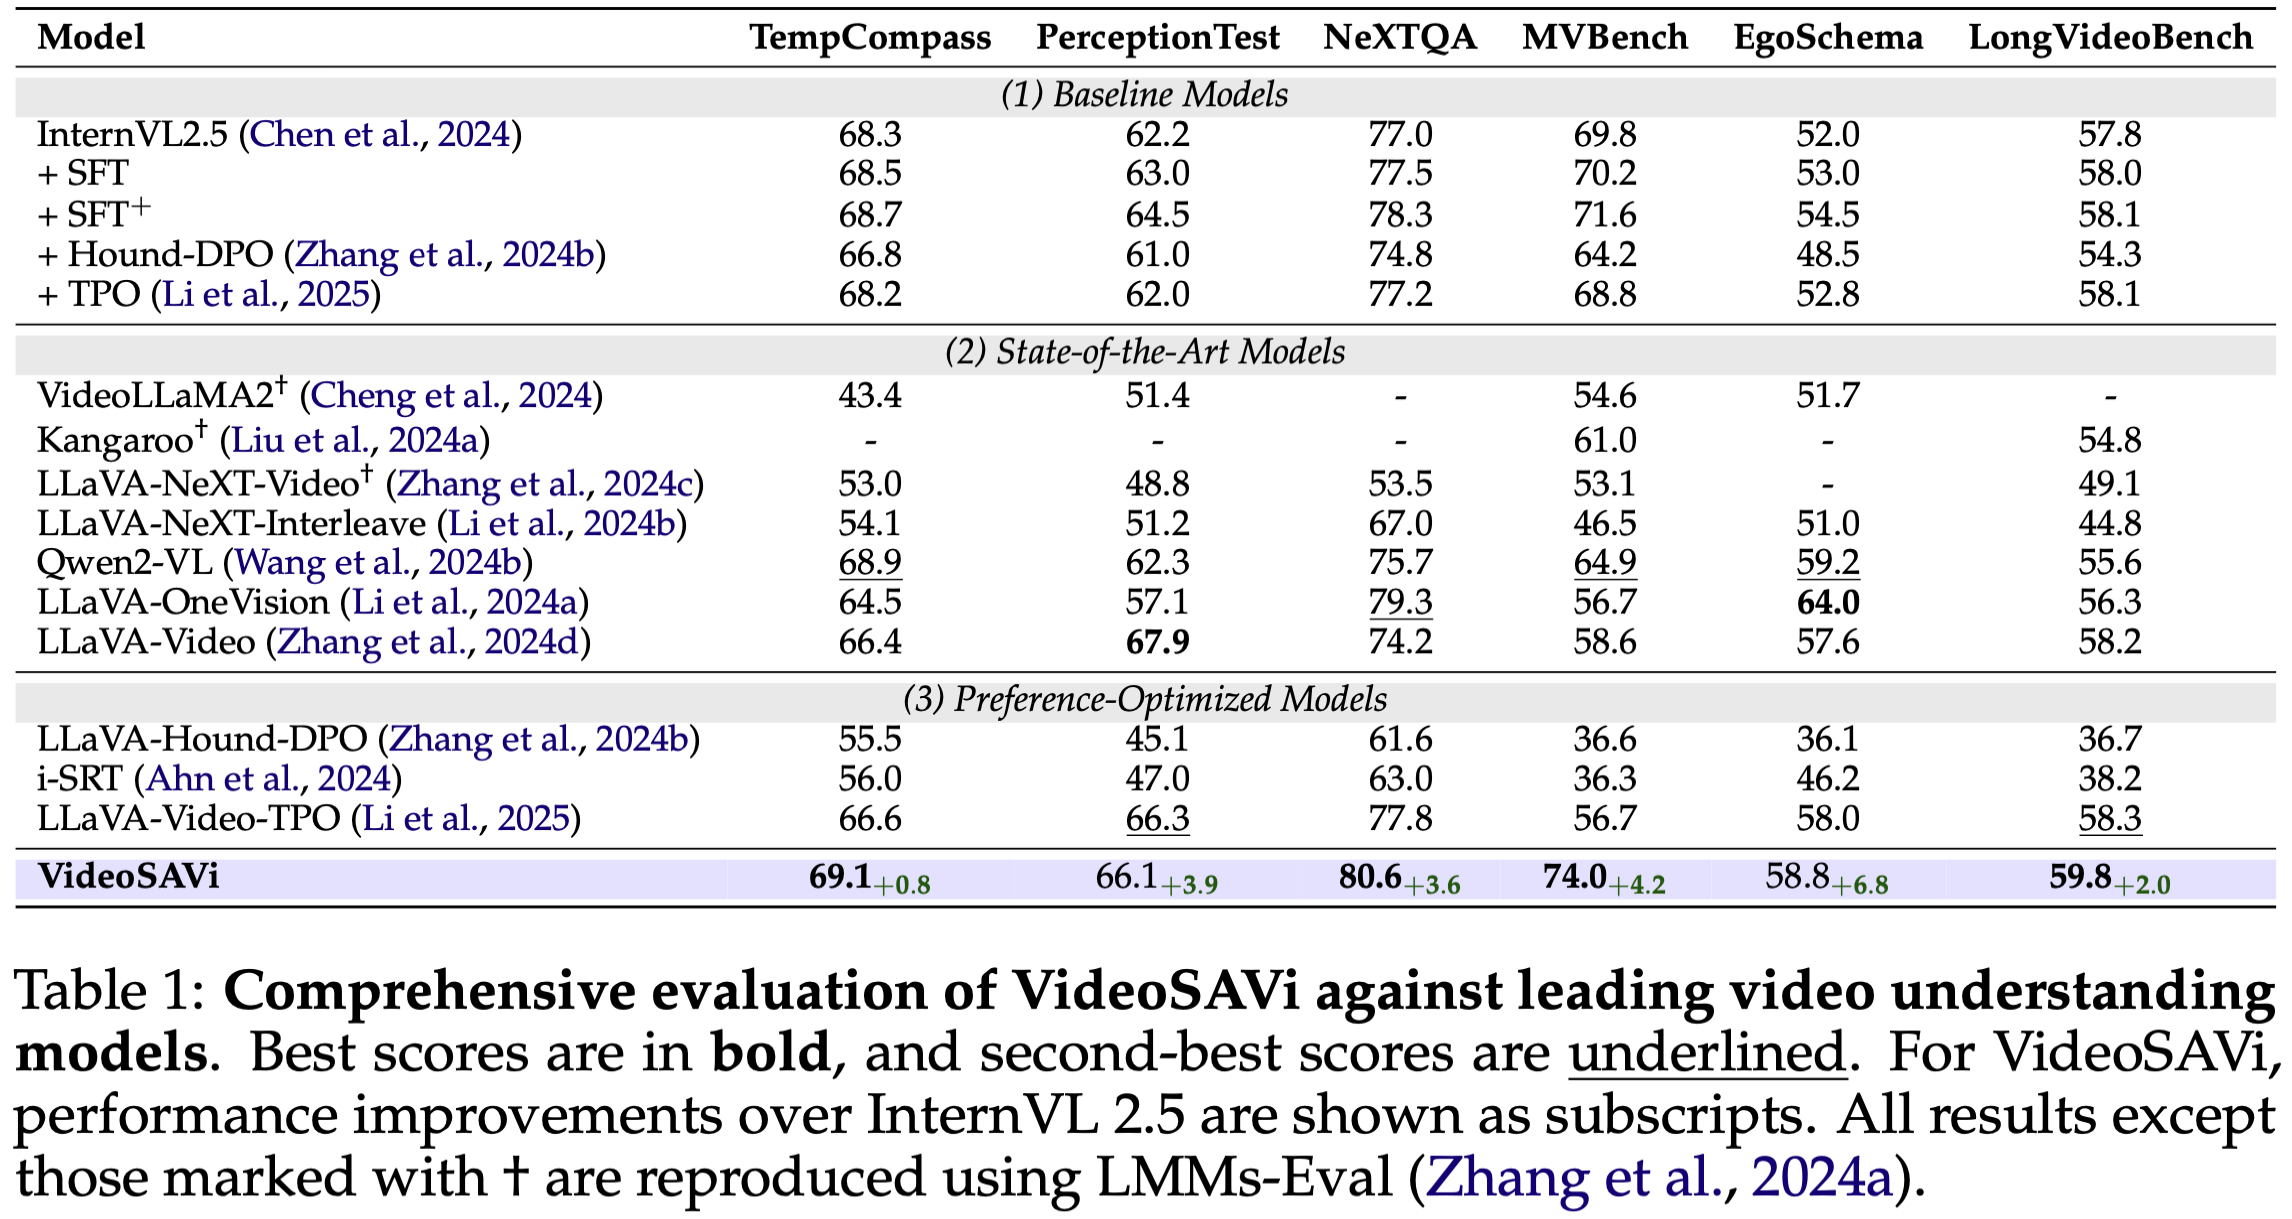 Model TempCompass PerceptionTest NeXTQA MVBench EgoSchema LongVideoBench
(1) Baseline Models
InternVL2.5 (Chen et al., 2024) 68.3 62.2 77.0 69.8 52.0 57.8
+ SFT 68.5 63.0 77.5 70.2 53.0 58.0
+ SFT⁺ 68.7 64.5 78.3 71.6 54.5 58.1
+ Hound-DPO (Zhang et al., 2024b) 66.8 61.0 74.8 64.2 48.5 54.3
+ TPO (Li et al., 2025) 68.2 62.0 77.2 68.8 52.8 58.1
(2) State-of-the-Art Models
VideoLLaMA2† (Cheng et al., 2024) 43.4 51.4 - 54.6 51.7 -
Kangaroo† (Liu et al., 2024a) - - - 61.0 - 54.8
LLaVA-NeXT-Video† (Zhang et al., 2024c) 53.0 48.8 53.5 53.1 - 49.1
LLaVA-NeXT-Interleave (Li et al., 2024b) 54.1 51.2 67.0 46.5 51.0 44.8
Qwen2-VL (Wang et al., 2024b) 68.9 62.3 75.7 64.9 59.2 55.6
LLaVA-OneVision (Li et al., 2024a) 64.5 57.1 79.3 56.7 64.0 56.3
LLaVA-Video (Zhang et al., 2024d) 66.4 67.9 74.2 58.6 57.6 58.2
(3) Preference-Optimized Models
LLaVA-Hound-DPO (Zhang et al., 2024b) 55.5 45.1 61.6 36.6 36.1 36.7
i-SRT (Ahn et al., 2024) 56.0 47.0 63.0 36.3 46.2 38.2
LLaVA-Video-TPO (Li et al., 2025) 66.6 66.3 77.8 56.7 58.0 58.3
VideoSAVi 69.1+0.8 66.1+3.9 80.6+3.6 74.0+4.2 58.8+6.8 59.8+2.0
Table 1: Comprehensive evaluation of VideoSAVi against leading video understanding
models. Best scores are in bold, and second-best scores are underlined. For VideoSAVi,
performance improvements over InternVL 2.5 are shown as subscripts. All results except
those marked with † are reproduced using LMMs-Eval (Zhang et al., 2024a).